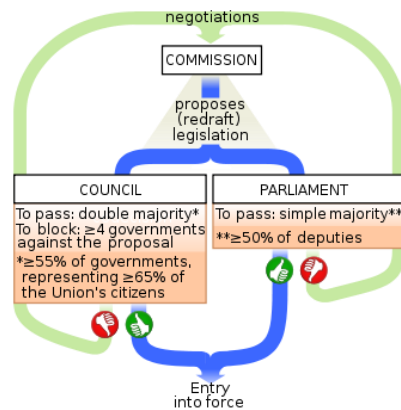 negotiations
COMMISSION
proposes
(redraft)
legislation
COUNCIL
To pass: double majority*
To block: ≥4 governments
against the proposal
*≥55% of governments,
representing ≥65% of
the Union's citizens
PARLIAMENT
To pass: simple majority**
**≥50% of deputies
Entry
into force